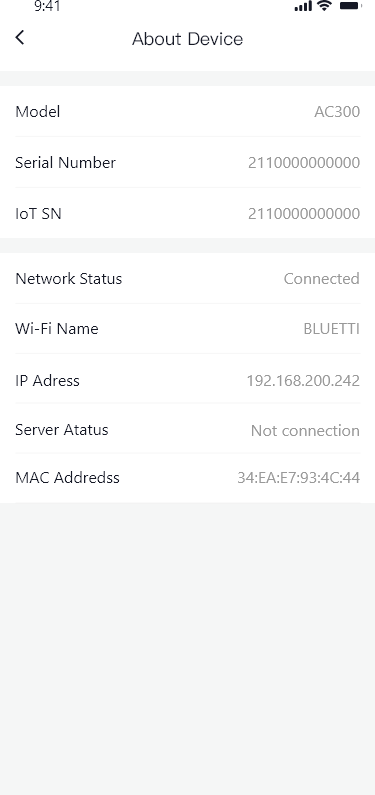 9:41
About Device
Model AC300
Serial Number 2110000000000
IoT SN 2110000000000
Network Status Connected
Wi-Fi Name BLUETTI
IP Adress 192.168.200.242
Server Atatus Not connection
MAC Addredss 34:EA:E7:93:4C:44